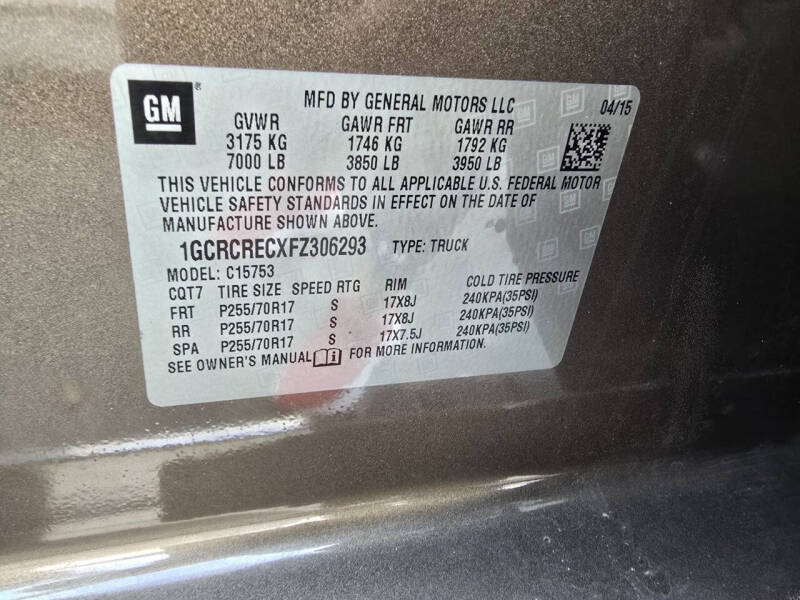 GM
MFD BY GENERAL MOTORS LLC 04/15
GVWR GAWR FRT GAWR RR
3175 KG 1746 KG 1792 KG
7000 LB 3850 LB 3950 LB
THIS VEHICLE CONFORMS TO ALL APPLICABLE U.S. FEDERAL MOTOR
VEHICLE SAFETY STANDARDS IN EFFECT ON THE DATE OF
MANUFACTURE SHOWN ABOVE.
1GCRCRECXFZ306293 TYPE: TRUCK
MODEL: C15753
CQT7 TIRE SIZE SPEED RTG RIM COLD TIRE PRESSURE
FRT P255/70R17 S 17X8J 240KPA(35PSI)
RR P255/70R17 S 17X8J 240KPA(35PSI)
SPA P255/70R17 S 17X7.5J 240KPA(35PSI)
SEE OWNER'S MANUAL FOR MORE INFORMATION.